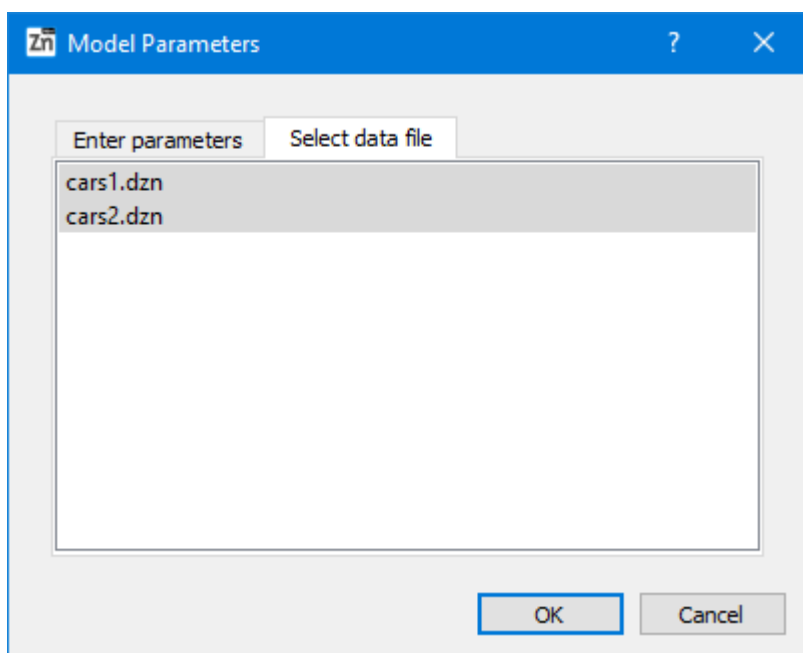 Zn Model Parameters ? ×
Enter parameters Select data file
cars1.dzn
cars2.dzn
OK Cancel